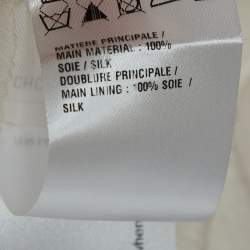 MATIERE PRINCIPALE /
MAIN MATERIAL : 100%
SOIE / SILK
DOUBLURE PRINCIPALE /
MAIN LINING : 100% SOIE /
SILK